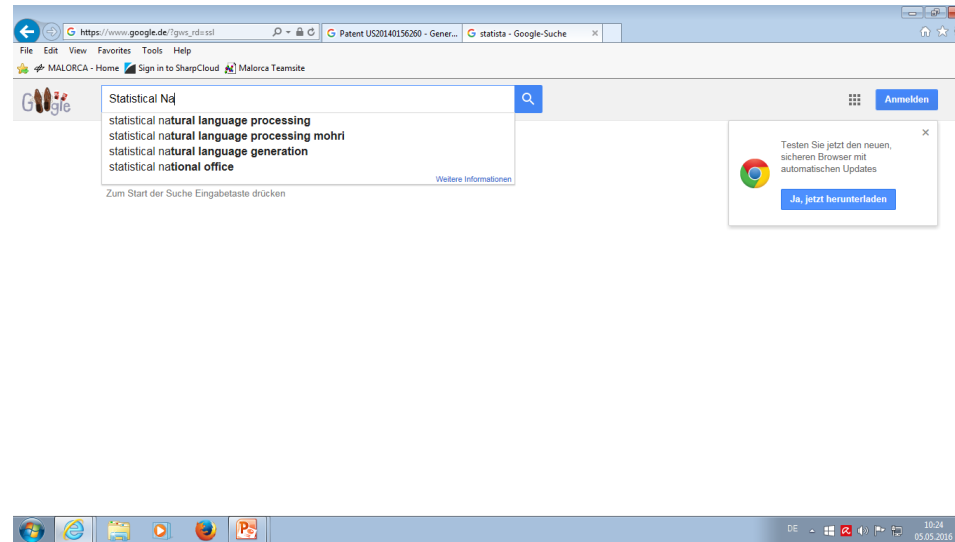 https://www.google.de/?gws_rd=ssl
G Patent US20140156260 - Gener...
G statista - Google-Suche
File Edit View Favorites Tools Help
MALORCA - Home Sign in to SharpCloud Malorca Teamsite
Google
Statistical Na
Anmelden
statistical natural language processing
statistical natural language processing mohri
statistical natural language generation
statistical national office
Weitere Informationen
Zum Start der Suche Eingabetaste drücken
Testen Sie jetzt den neuen,
sicheren Browser mit
automatischen Updates
Ja, jetzt herunterladen
DE
10:24
05.05.2016